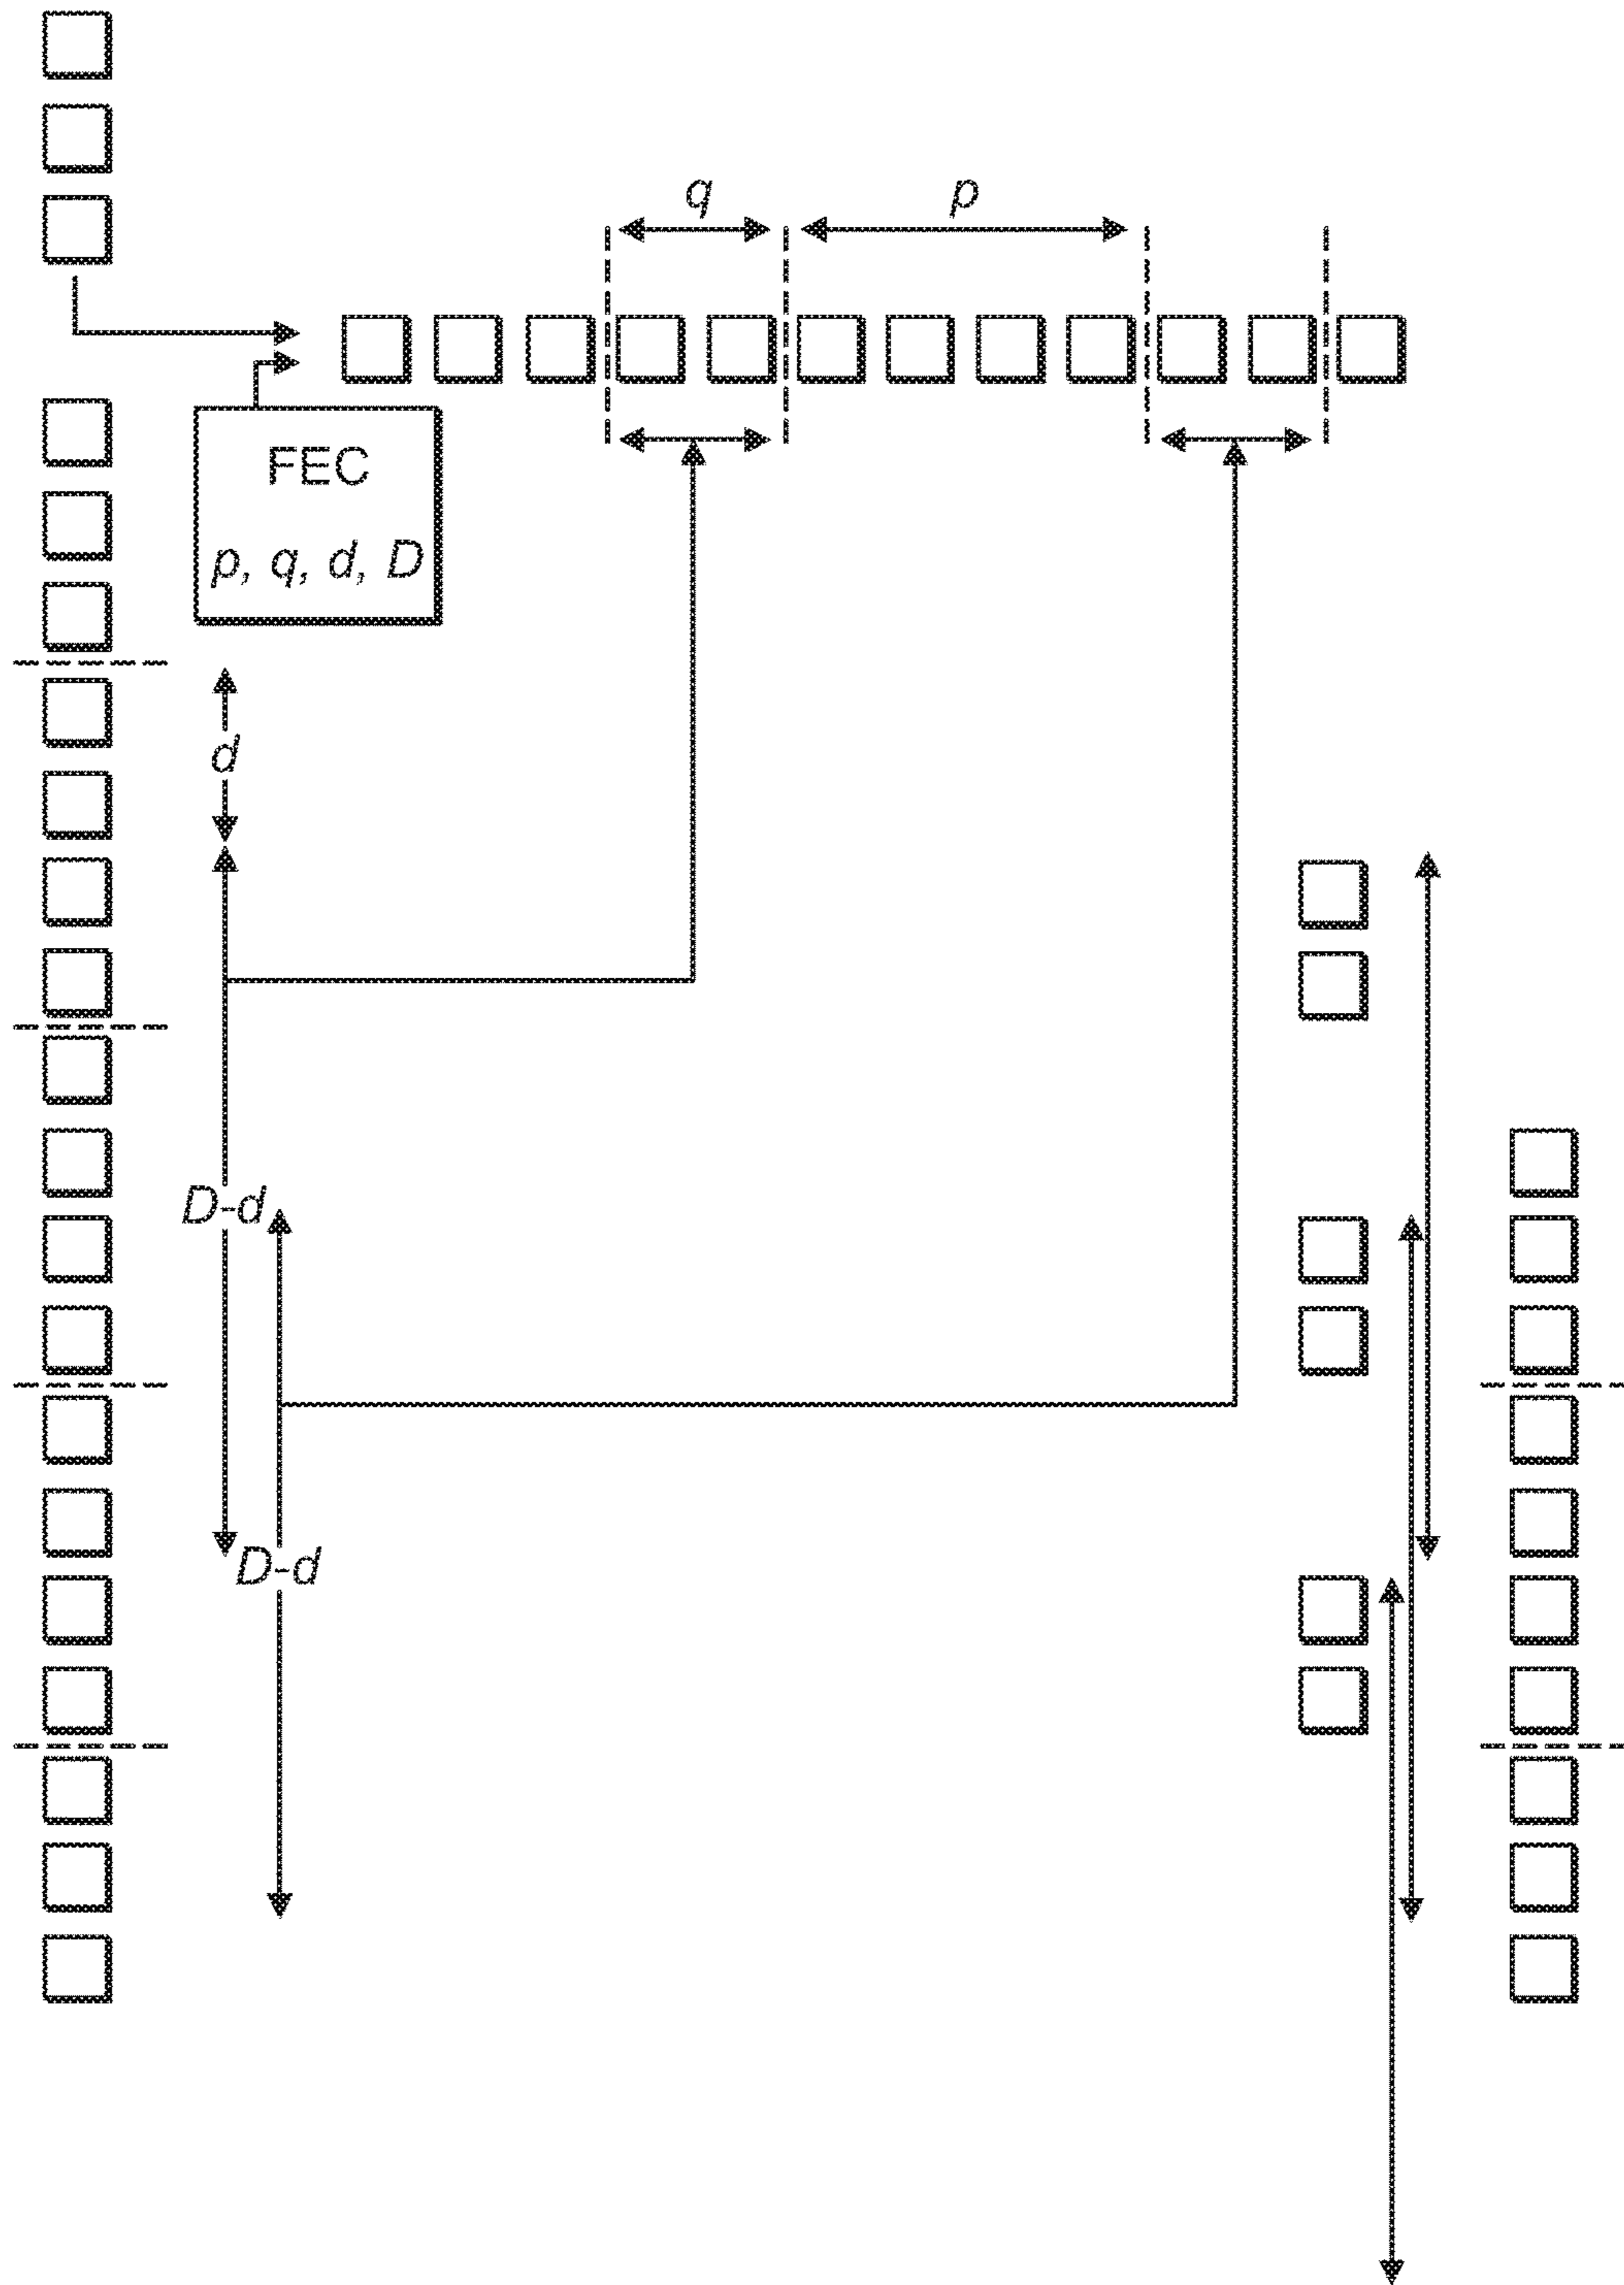 q
p
FEC
p, q, d, D
d
D-d
D-d